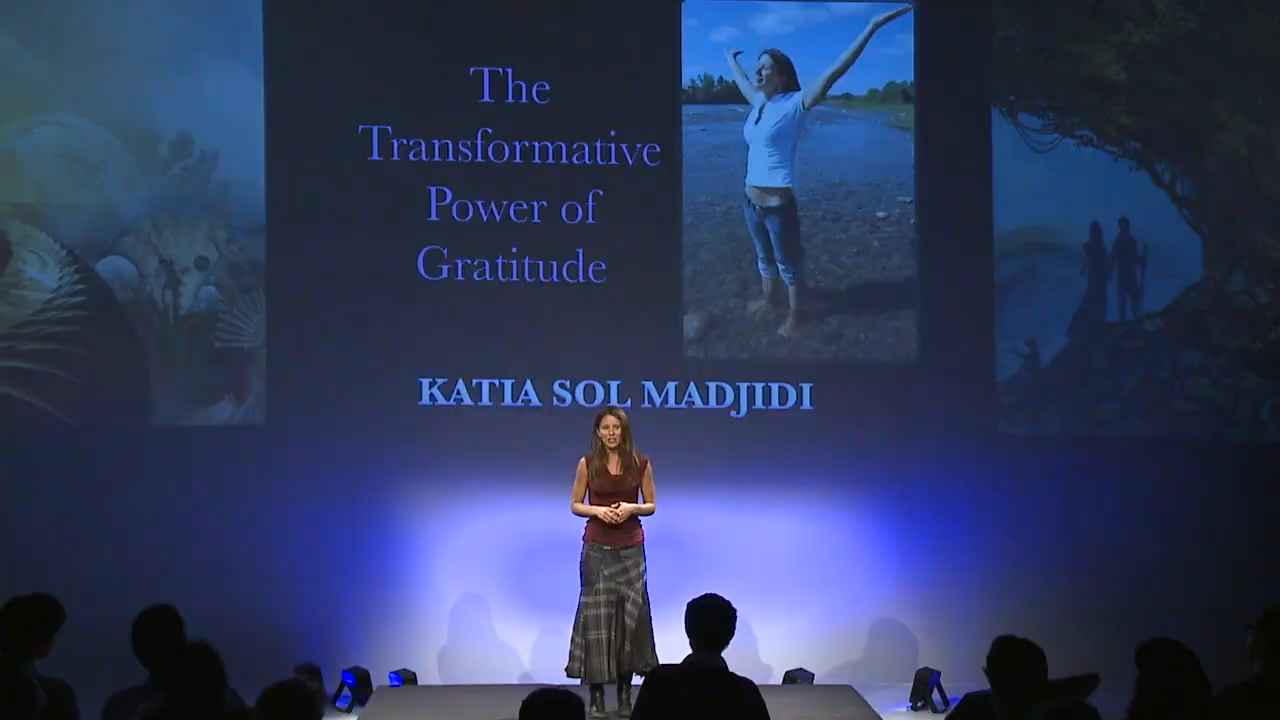 The
Transformative
Power of
Gratitude
KATIA SOL MADJIDI